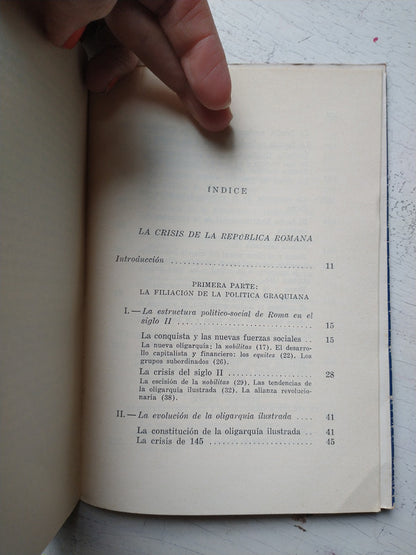 ÍNDICE
LA CRISIS DE LA REPÚBLICA ROMANA
Introducción .......................... 11
PRIMERA PARTE:
LA FILIACION DE LA POLITICA GRAQUIANA
I. — La estructura político-social de Roma en el
siglo II .......................... 15
La conquista y las nuevas fuerzas sociales .. 15
La nueva oligarquía: la nobilitas (17). El desarro-
llo capitalista y financiero: los equites (22). Los
grupos subordinados (26).
La crisis del siglo II .................. 28
La escisión de la nobilitas (29). Las tendencias de
la oligarquía ilustrada (32). La alianza revolucio-
naria (38).
II. — La evolución de la oligarquía ilustrada .... 41
La constitución de la oligarquía ilustrada .. 41
La crisis de 145 ...................... 45